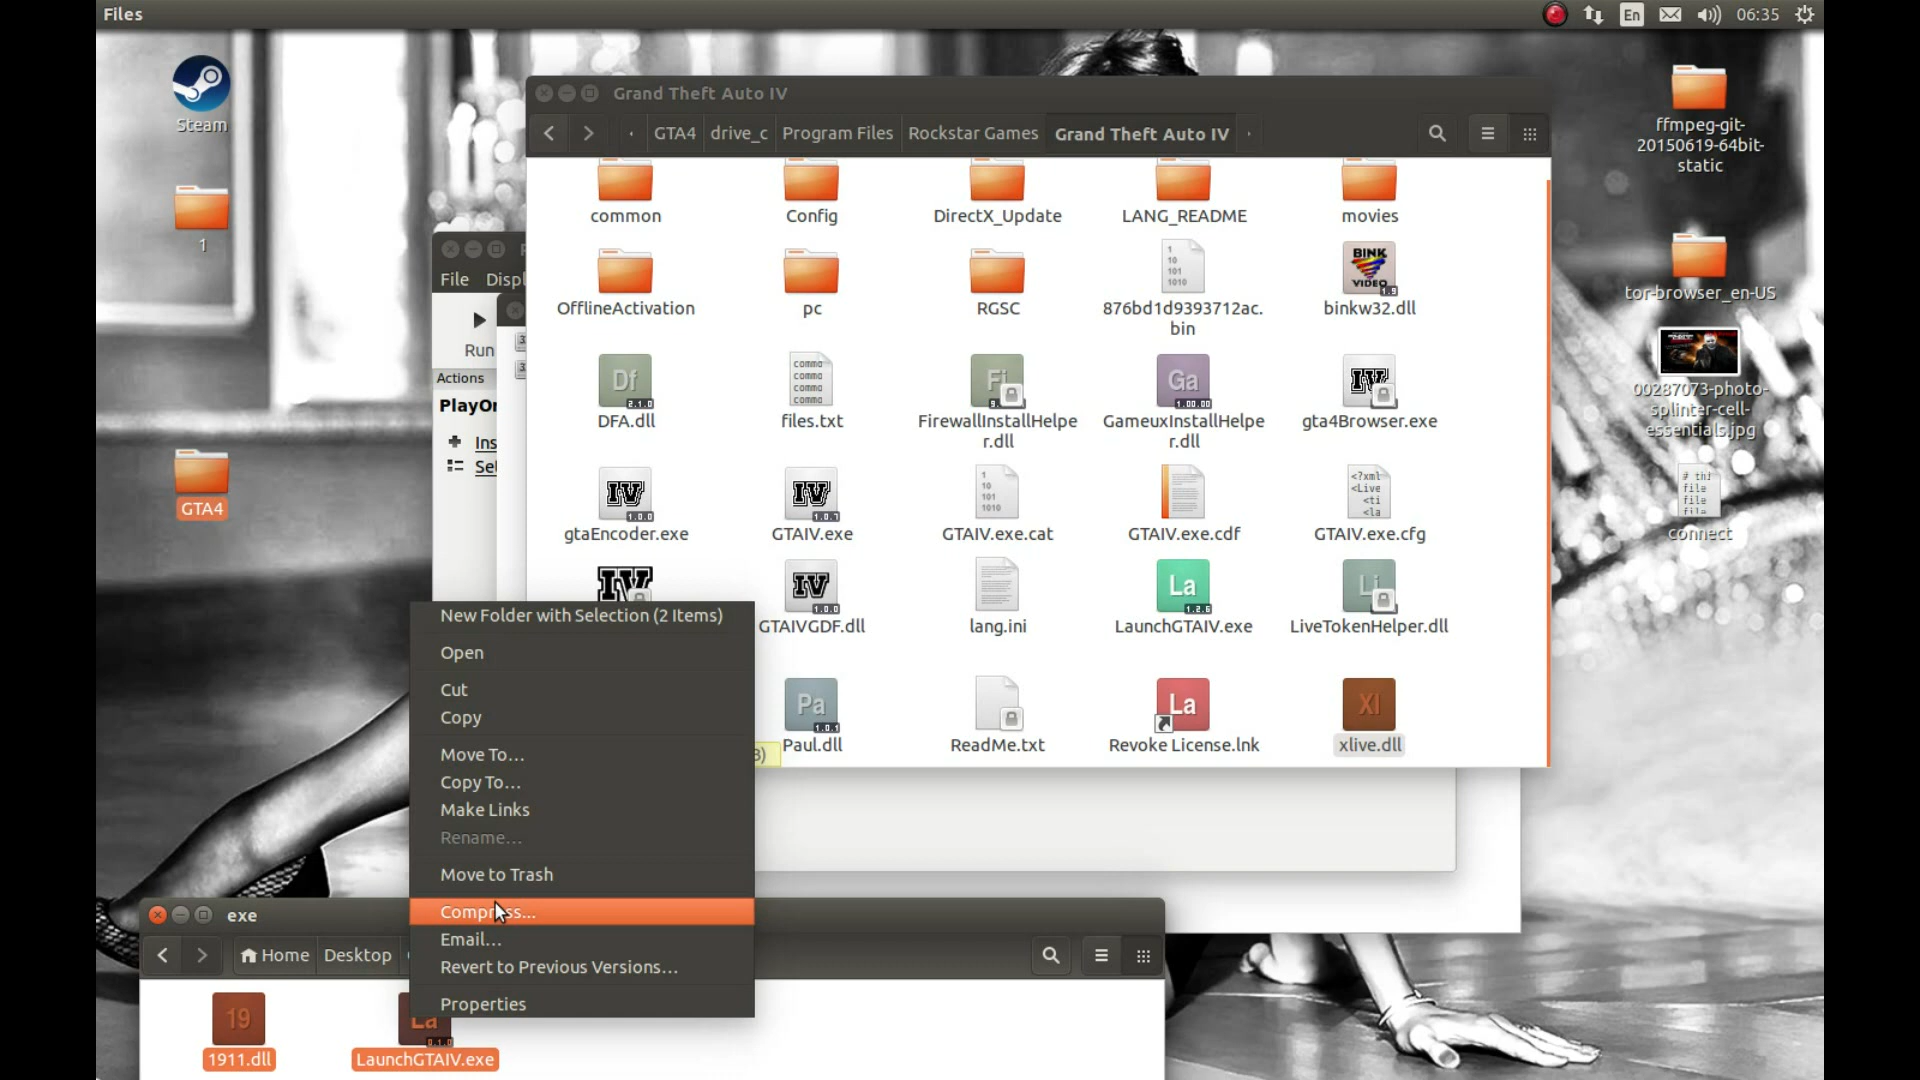 Files
En
06:35
Steam
1
GTA4
ffmpeg-git-
20150619-64bit-
static
tor-browser_en-US
00287073-photo-
splinter-cell-
essentials.jpg
connect
Grand Theft Auto IV
GTA4 drive_c Program Files Rockstar Games Grand Theft Auto IV
common Config DirectX_Update LANG_README movies
OfflineActivation pc RGSC 876bd1d9393712ac.
bin
binkw32.dll
DFA.dll files.txt FirewallInstallHelpe
r.dll
GameuxInstallHelpe
r.dll
gta4Browser.exe
gtaEncoder.exe GTAIV.exe GTAIV.exe.cat GTAIV.exe.cdf GTAIV.exe.cfg
GTAIVGDF.dll lang.ini LaunchGTAIV.exe LiveTokenHelper.dll
Paul.dll ReadMe.txt Revoke License.lnk xlive.dll
File
Run
Actions
New Folder with Selection (2 Items)
Open
Cut
Copy
Move To...
Copy To...
Make Links
Rename...
Move to Trash
Compress...
Email...
Revert to Previous Versions...
Properties
exe
Home Desktop
1911.dll LaunchGTAIV.exe